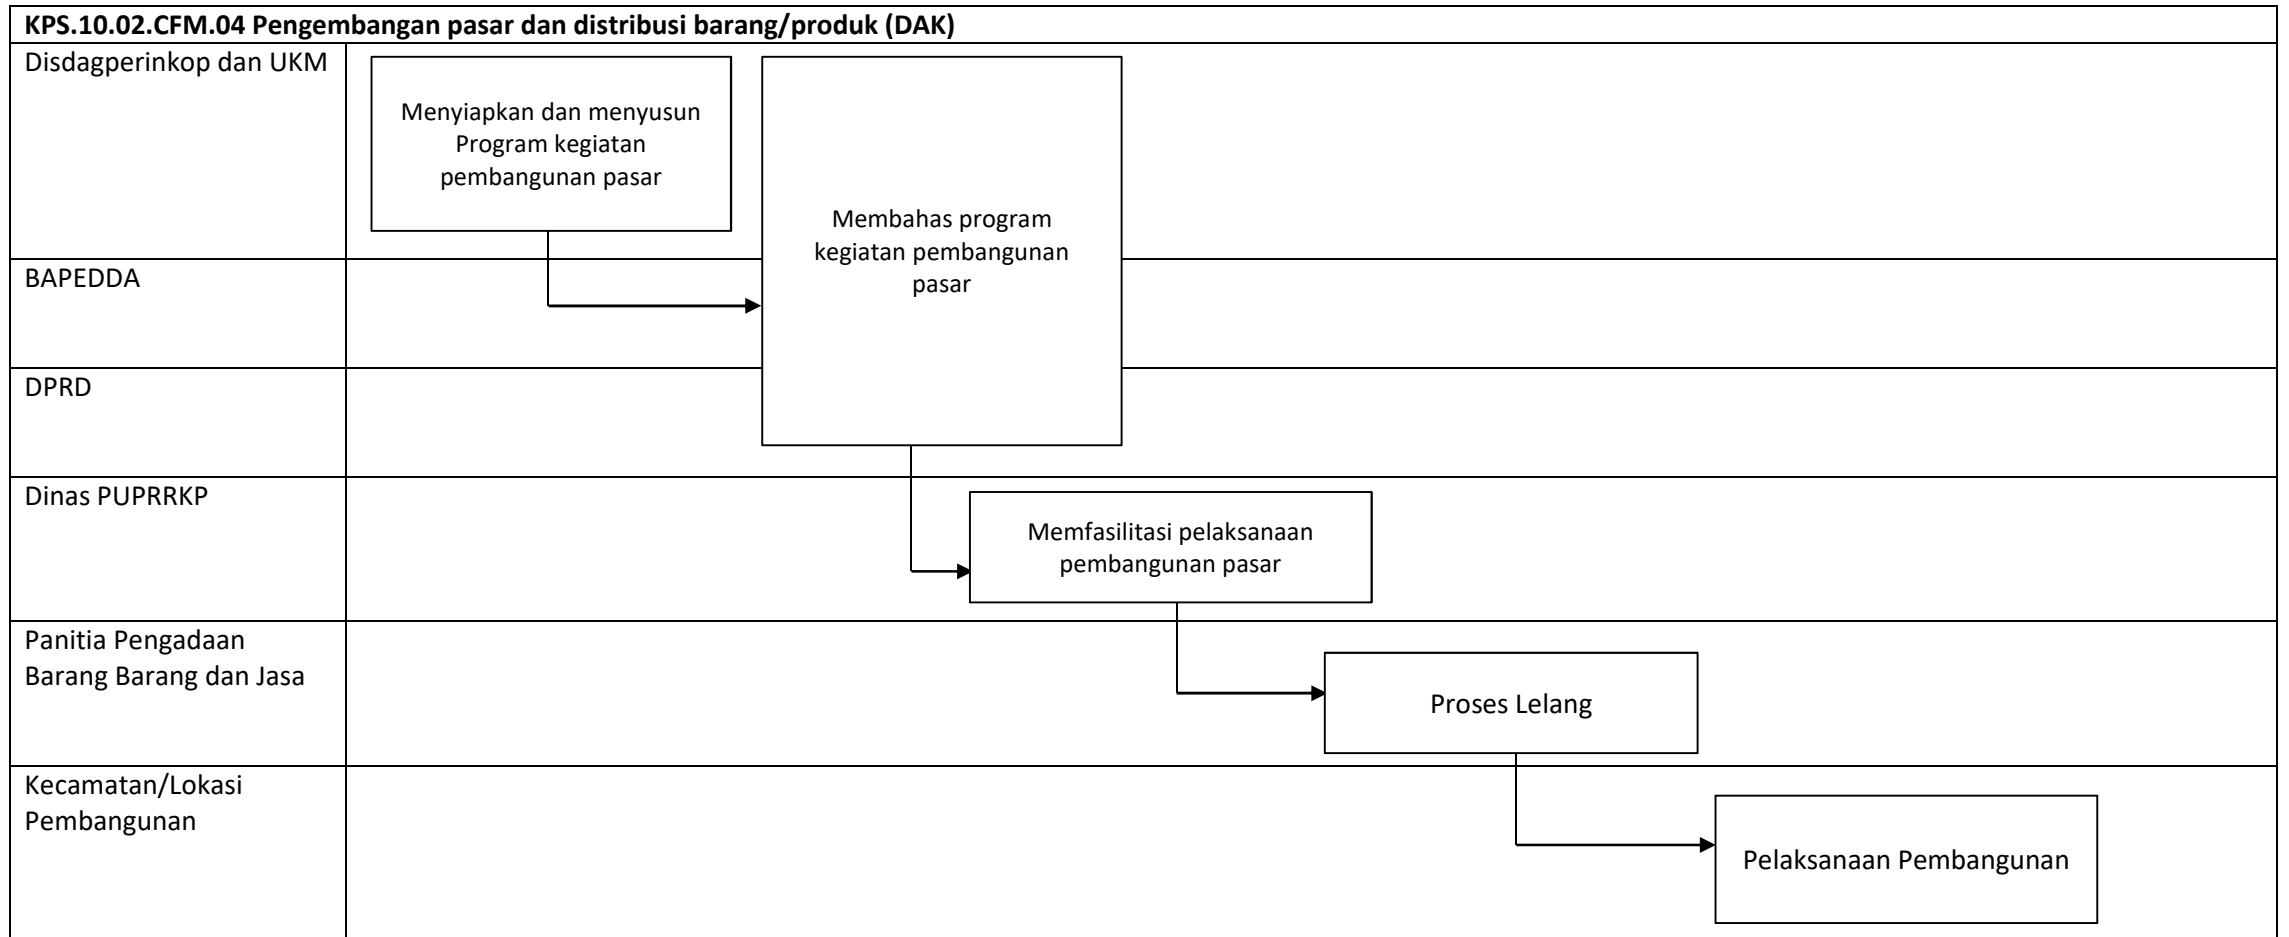 KPS.10.02.CFM.04 Pengembangan pasar dan distribusi barang/produk (DAK)
Disdagperinkop dan UKM
Menyiapkan dan menyusun
Program kegiatan
pembangunan pasar
Membahas program
kegiatan pembangunan
pasar
BAPEDDA
DPRD
Dinas PUPRRKP
Memfasilitasi pelaksanaan
pembangunan pasar
Panitia Pengadaan
Barang Barang dan Jasa
Proses Lelang
Kecamatan/Lokasi
Pembangunan
Pelaksanaan Pembangunan